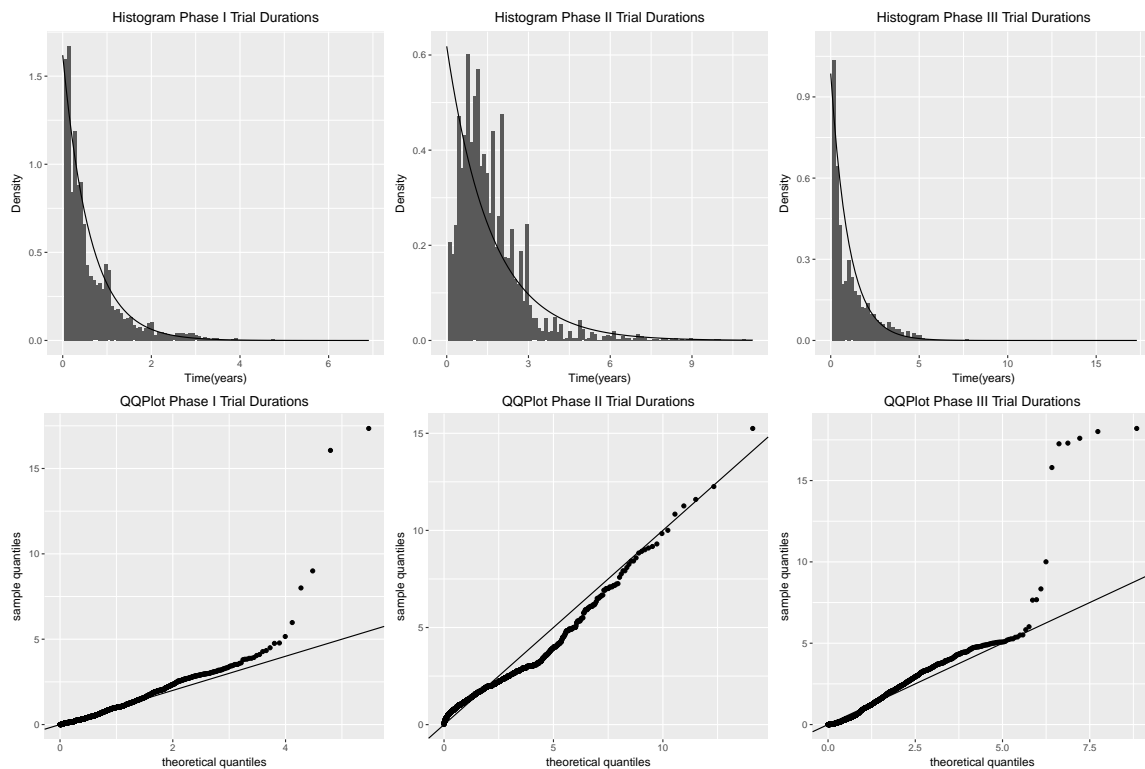 Histogram Phase I Trial Durations
1.5
1.0
0.5
0.0
Density
0 2 4 6
Time(years)
Histogram Phase II Trial Durations
0.6
0.4
0.2
0.0
Density
0 3 6 9
Time(years)
Histogram Phase III Trial Durations
0.9
0.6
0.3
0.0
Density
0 5 10 15
Time(years)
QQPlot Phase I Trial Durations
15
10
5
0
sample quantiles
0 2 4
theoretical quantiles
QQPlot Phase II Trial Durations
15
10
5
0
sample quantiles
0 5 10
theoretical quantiles
QQPlot Phase III Trial Durations
15
10
5
0
sample quantiles
0.0 2.5 5.0 7.5
theoretical quantiles